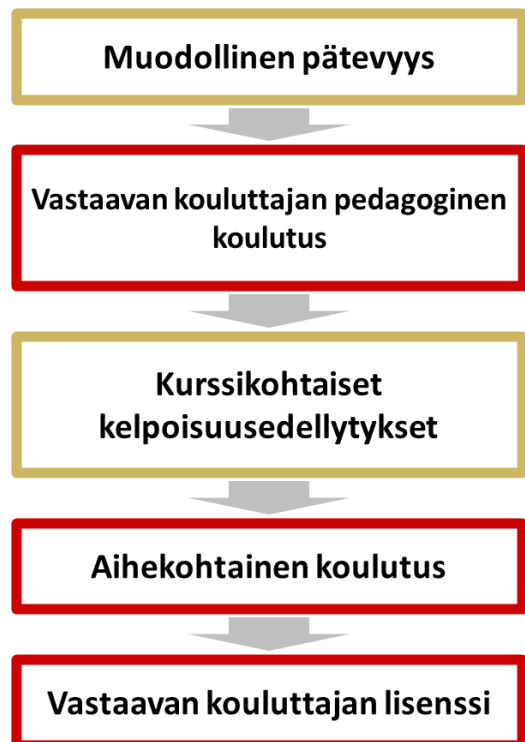 Muodollinen pätevyys
Vastaavan kouluttajan pedagoginen
koulutus
Kurssikohtaiset
kelpoisuusedellytykset
Aihekohtainen koulutus
Vastaavan kouluttajan lisenssi